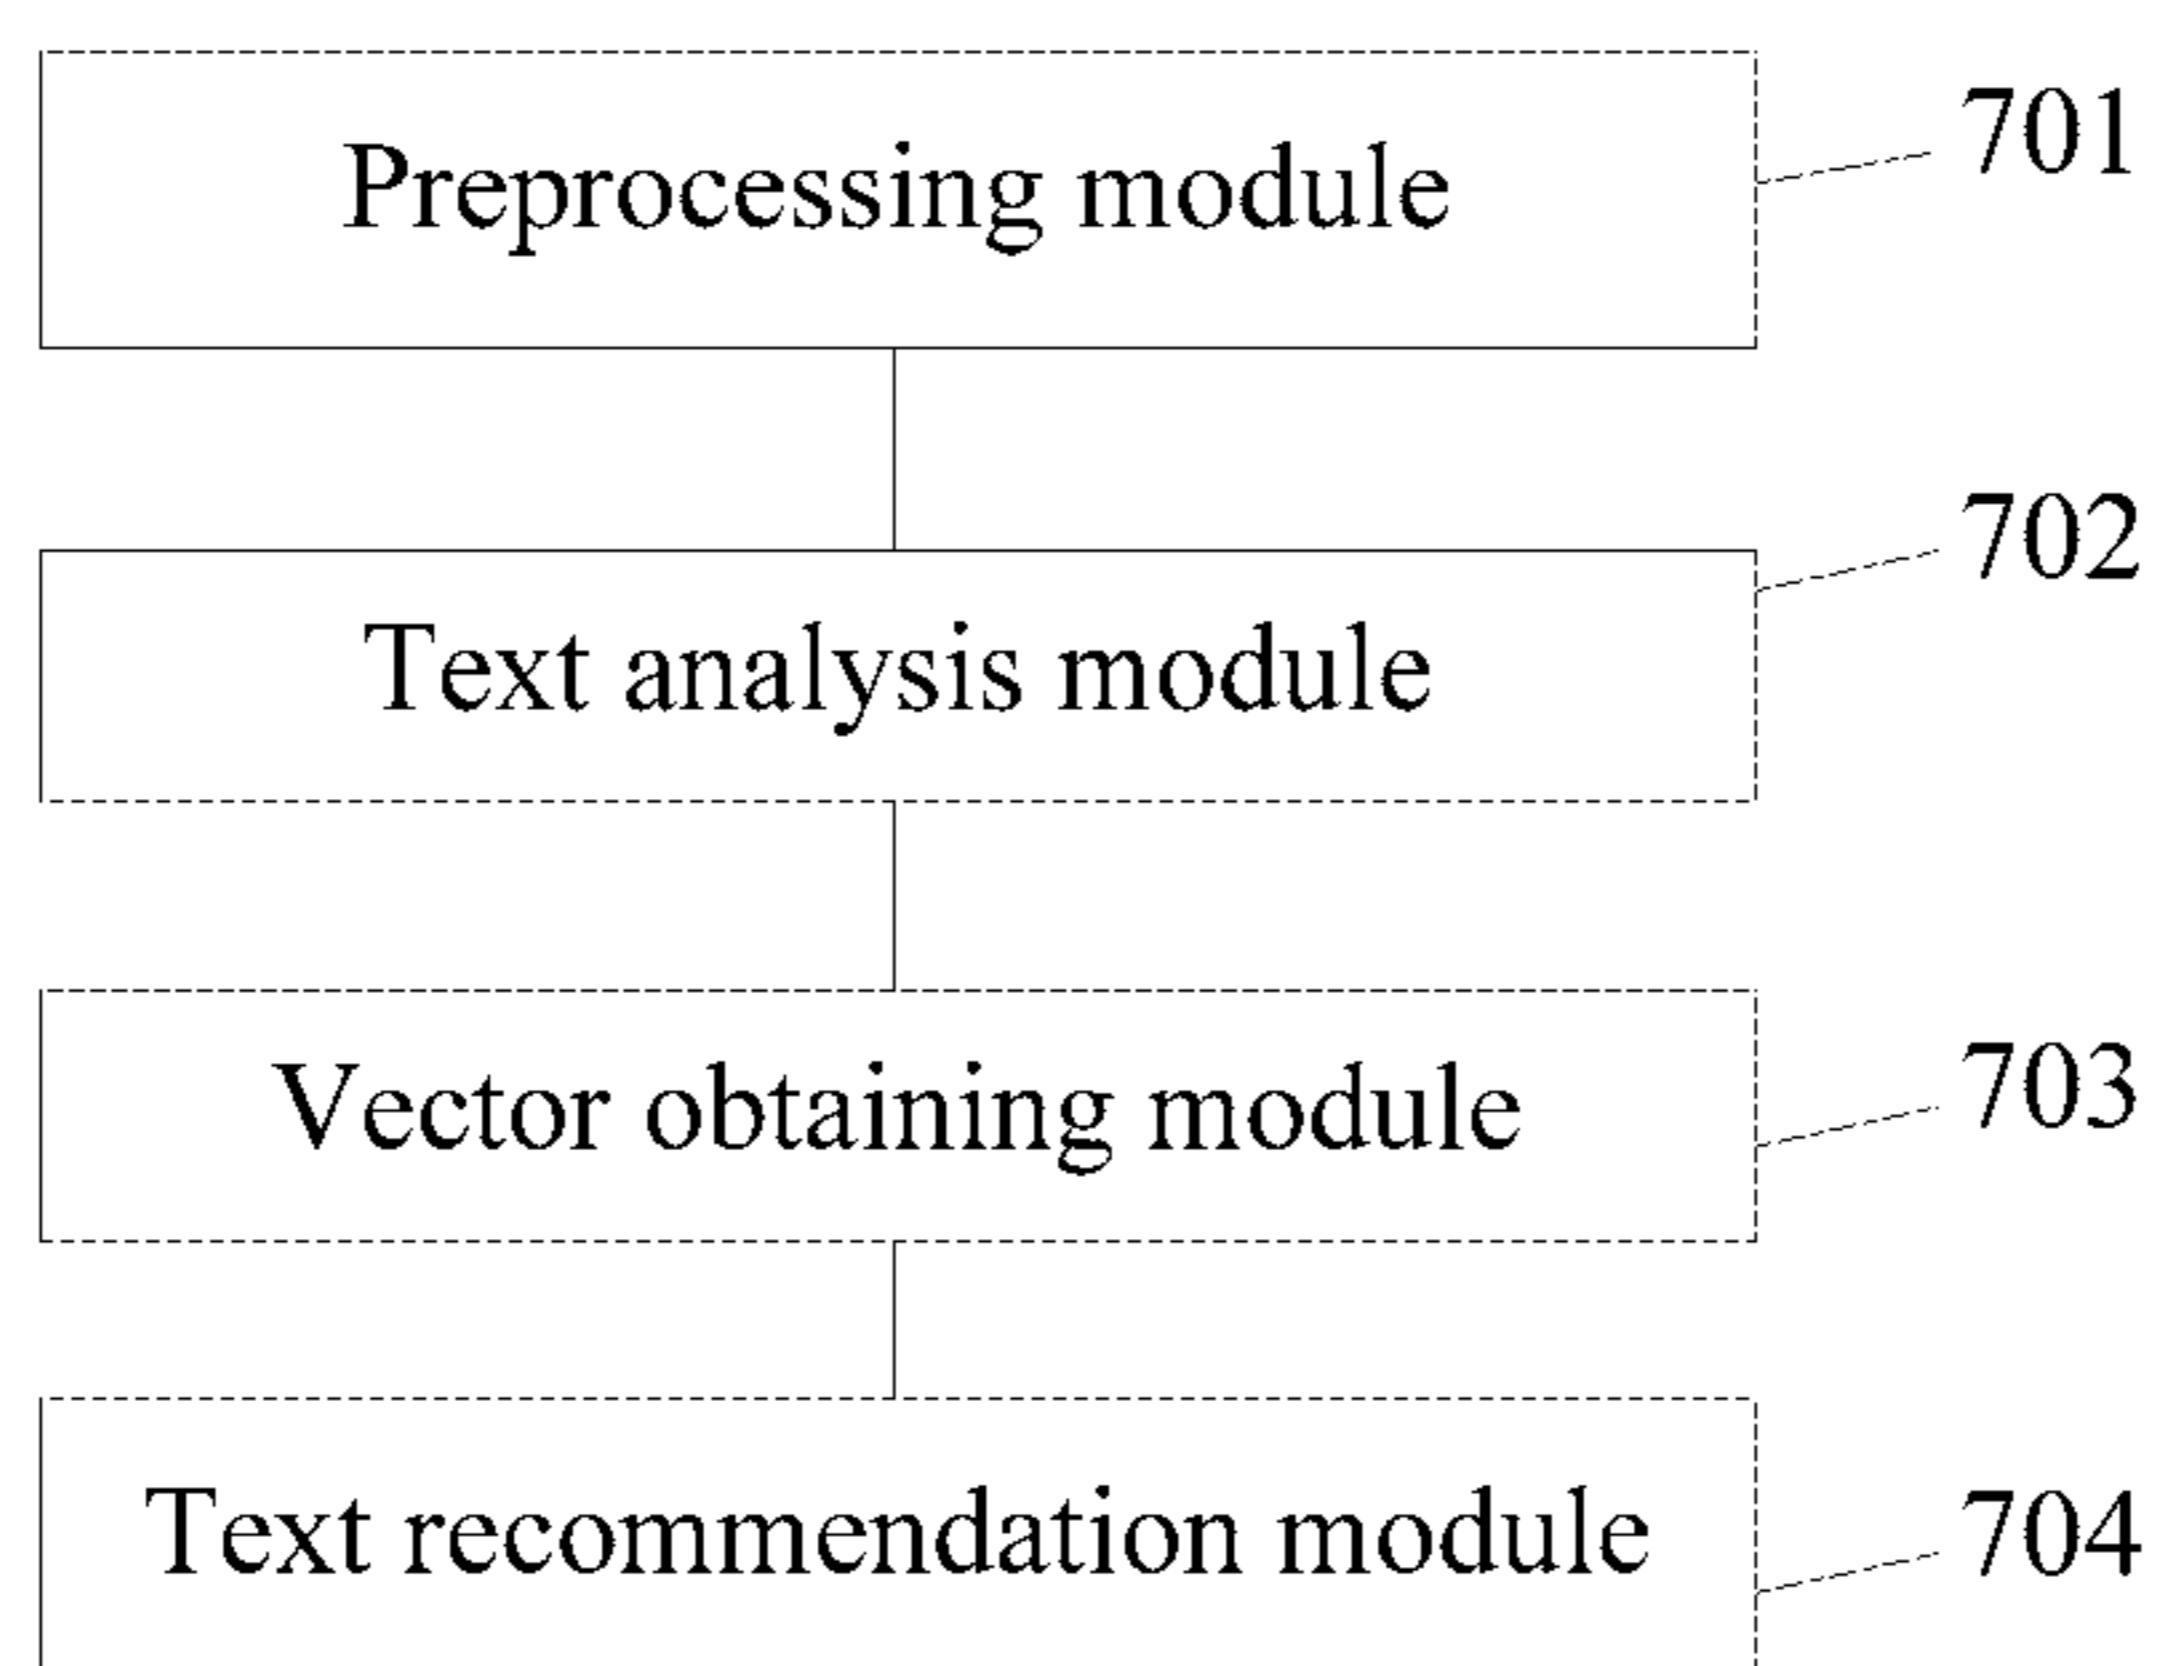 Preprocessing module
701
Text analysis module
702
Vector obtaining module
703
Text recommendation module
704